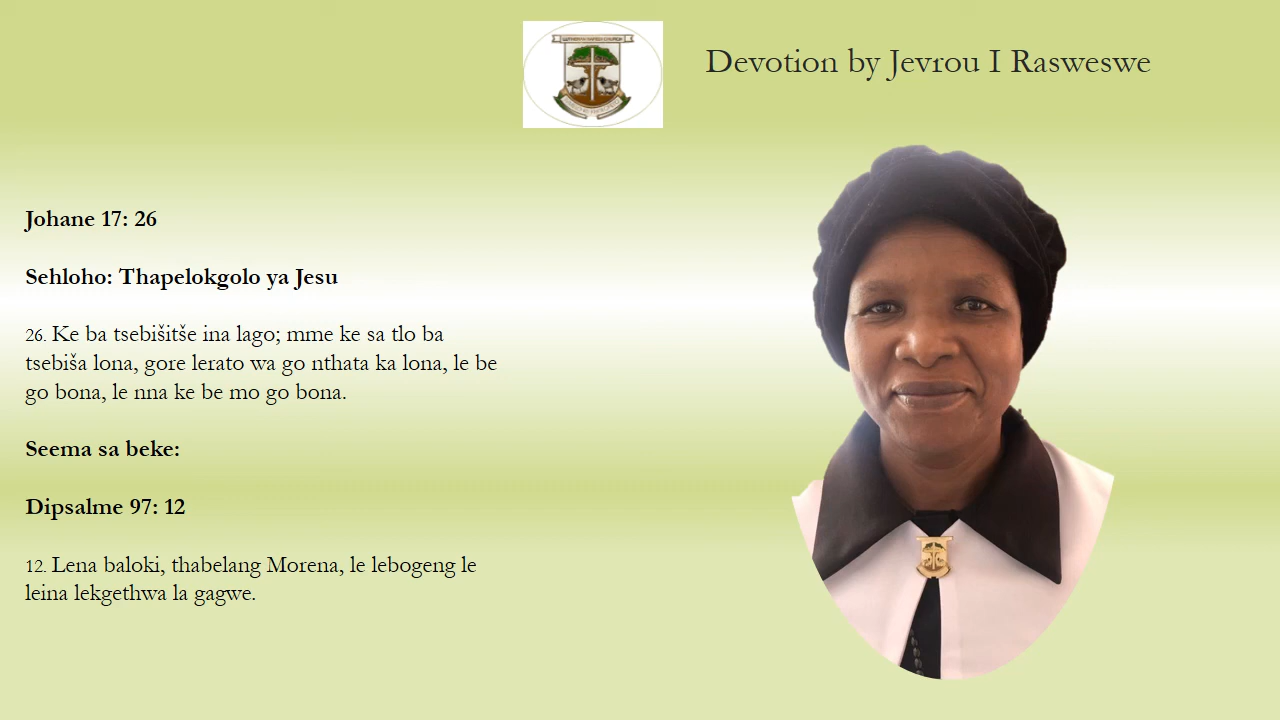 LUTHERAN BAPEDI CHURCH
Devotion by Jevrou I Rasweswe
Johane 17: 26
Sehloho: Thapelokgolo ya Jesu
26. Ke ba tsebišitše ina lago; mme ke sa tlo ba
tsebiša lona, gore lerato wa go nthata ka lona, le be
go bona, le nna ke be mo go bona.
Seema sa beke:
Dipsalme 97: 12
12. Lena baloki, thabelang Morena, le lebogeng le
leina lekgethwa la gagwe.